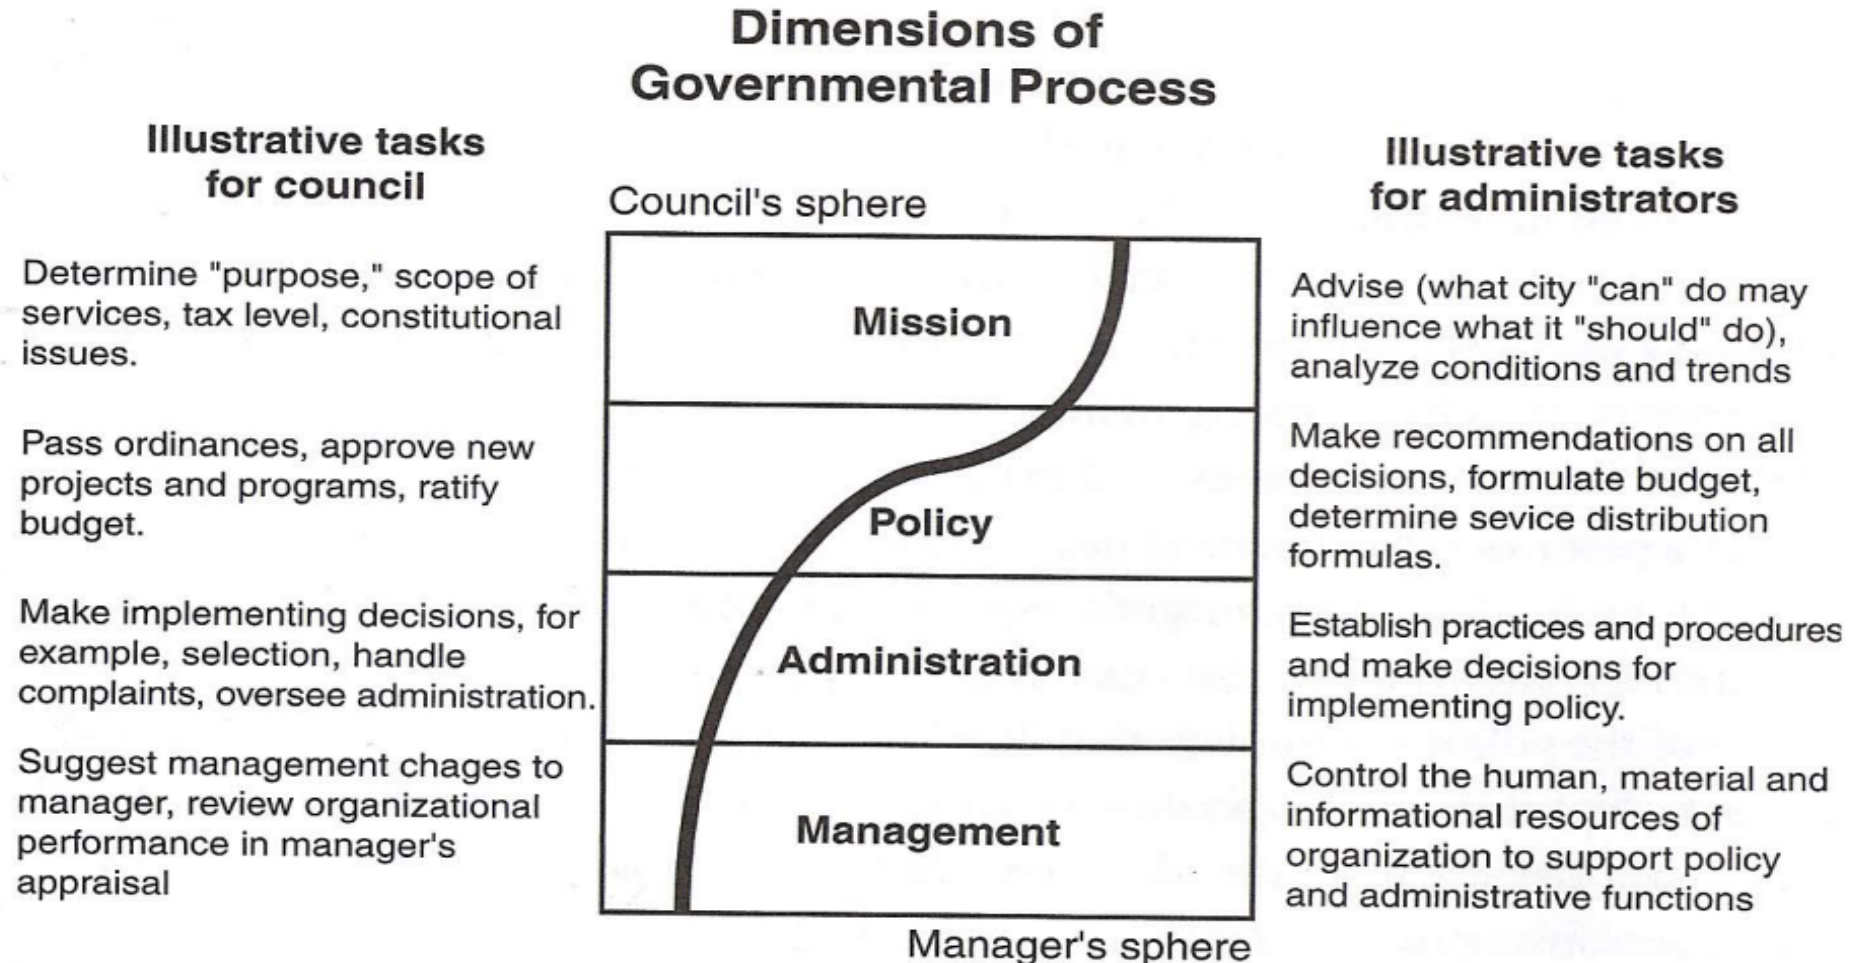 Dimensions of
Governmental Process
Illustrative tasks
for council
Determine "purpose," scope of
services, tax level, constitutional
issues.
Pass ordinances, approve new
projects and programs, ratify
budget.
Make implementing decisions, for
example, selection, handle
complaints, oversee administration.
Suggest management chages to
manager, review organizational
performance in manager's
appraisal
Council's sphere
Mission
Policy
Administration
Management
Manager's sphere
Illustrative tasks
for administrators
Advise (what city "can" do may
influence what it "should" do),
analyze conditions and trends
Make recommendations on all
decisions, formulate budget,
determine sevice distribution
formulas.
Establish practices and procedures
and make decisions for
implementing policy.
Control the human, material and
informational resources of
organization to support policy
and administrative functions